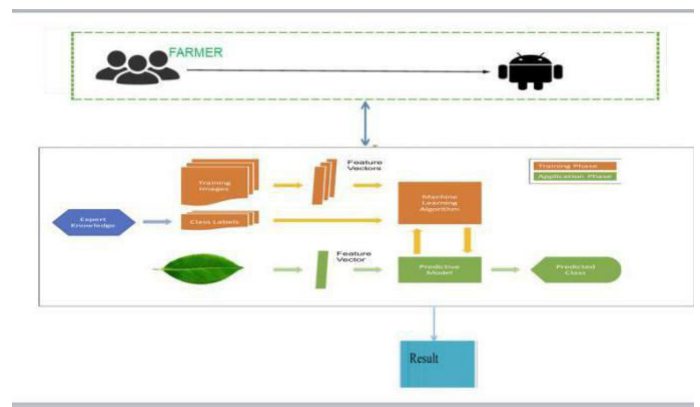 FARMER
Training
Images
Feature
Vectors
Training Phase
Application Phase
Machine
Learning
Algorithm
Expert
Knowledge
Class Labels
Feature
Vector
Predictive
Model
Predicted
Class
Result